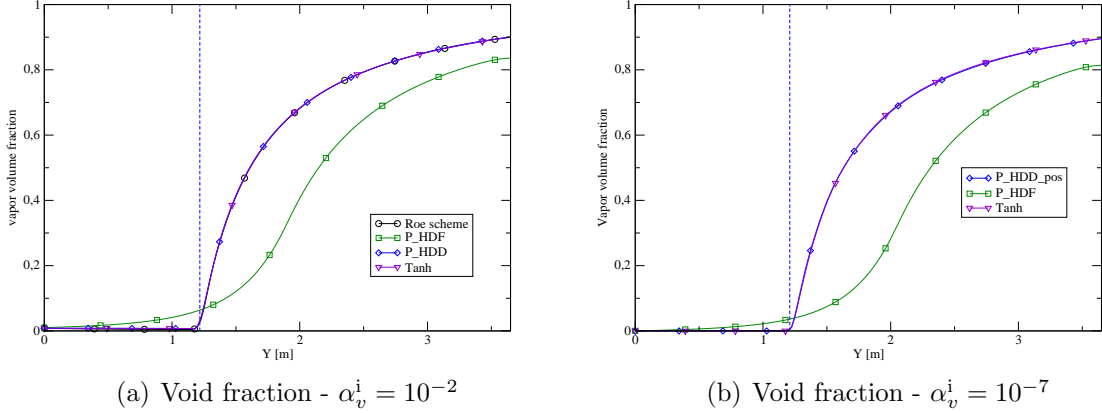 1
0,8
0,6
0,4
0,2
0
vapor volume fraction
0
1
2
3
Y [m]
Roe scheme
P_HDF
P_HDD
Tanh
(a) Void fraction - α_v^i = 10^{-2}
1
0,8
0,6
0,4
0,2
0
Vapor volume fraction
0
1
2
3
Y [m]
P_HDD_pos
P_HDF
Tanh
(b) Void fraction - α_v^i = 10^{-7}